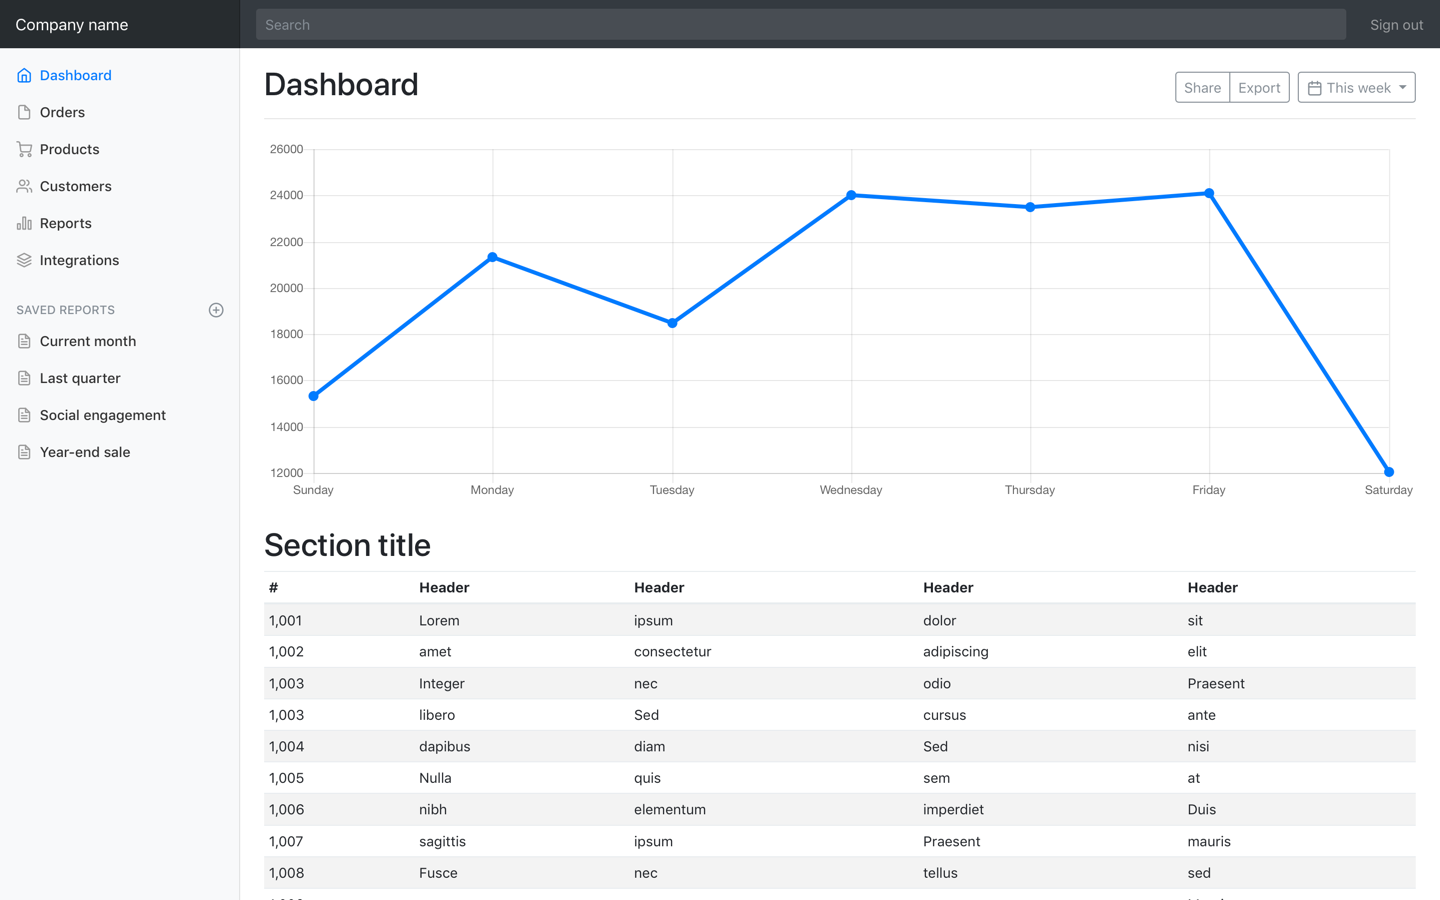 Company name
Search
Sign out
Dashboard
Orders
Products
Customers
Reports
Integrations
SAVED REPORTS
Current month
Last quarter
Social engagement
Year-end sale
Dashboard
Share Export This week
26000
24000
22000
20000
18000
16000
14000
12000
Sunday Monday Tuesday Wednesday Thursday Friday Saturday
Section title
# Header Header Header Header
1,001 Lorem ipsum dolor sit
1,002 amet consectetur adipiscing elit
1,003 Integer nec odio Praesent
1,003 libero Sed cursus ante
1,004 dapibus diam Sed nisi
1,005 Nulla quis sem at
1,006 nibh elementum imperdiet Duis
1,007 sagittis ipsum Praesent mauris
1,008 Fusce nec tellus sed